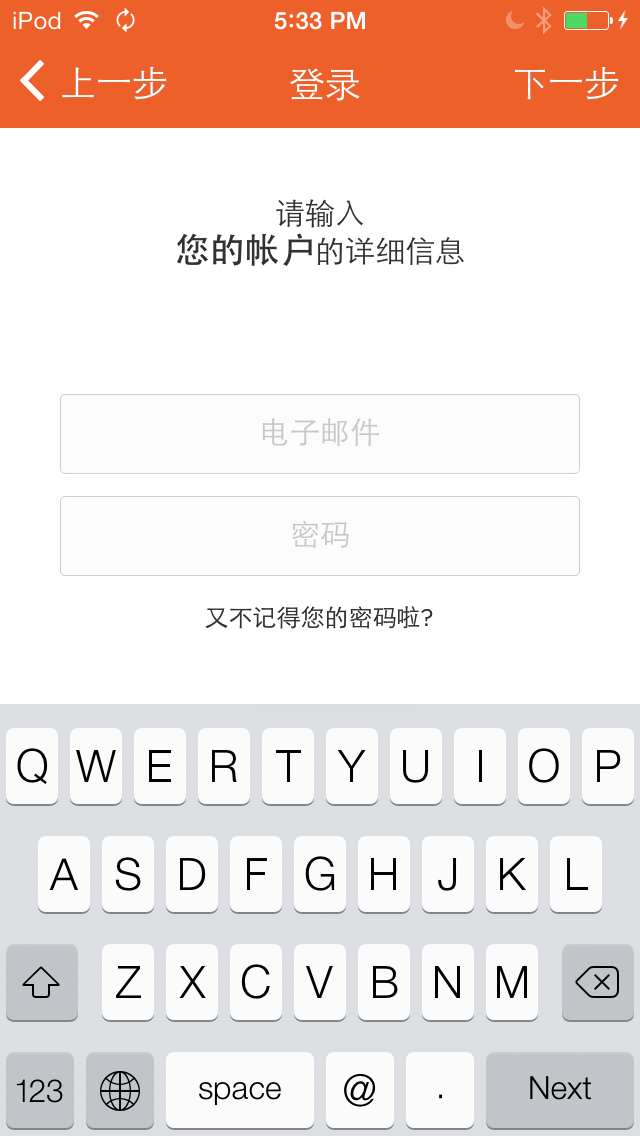 iPod 5:33 PM
上一步 登录 下一步
请输入
您的帐户的详细信息
电子邮件
密码
又不记得您的密码啦?
Q W E R T Y U I O P
A S D F G H J K L
Z X C V B N M
123 space @ . Next